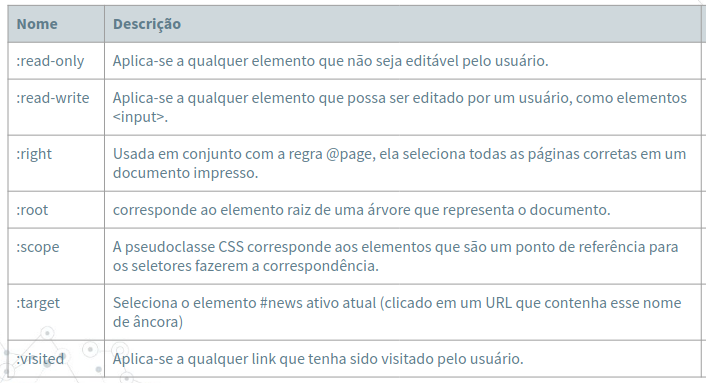 Nome Descrição
:read-only Aplica-se a qualquer elemento que não seja editável pelo usuário.
:read-write Aplica-se a qualquer elemento que possa ser editado por um usuário, como elementos
<input>.
:right Usada em conjunto com a regra @page, ela seleciona todas as páginas corretas em um
documento impresso.
:root corresponde ao elemento raiz de uma árvore que representa o documento.
:scope A pseudoclasse CSS corresponde aos elementos que são um ponto de referência para
os seletores fazerem a correspondência.
:target Seleciona o elemento #news ativo atual (clicado em um URL que contenha esse nome
de âncora)
:visited Aplica-se a qualquer link que tenha sido visitado pelo usuário.